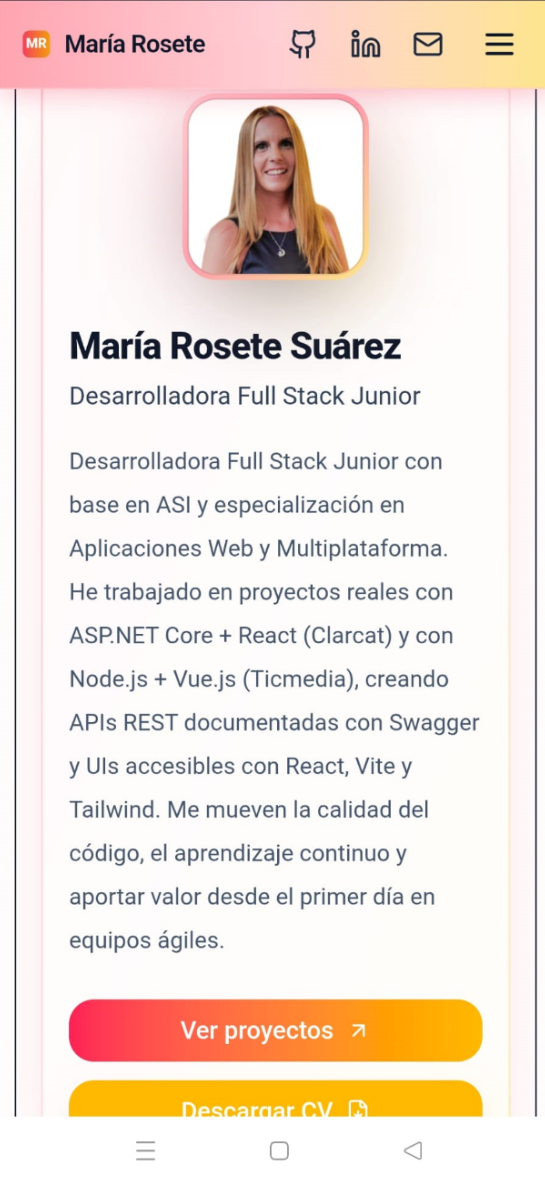 MR María Rosete
María Rosete Suárez
Desarrolladora Full Stack Junior
Desarrolladora Full Stack Junior con
base en ASI y especialización en
Aplicaciones Web y Multiplataforma.
He trabajado en proyectos reales con
ASP.NET Core + React (Clarcat) y con
Node.js + Vue.js (Ticmedia), creando
APIs REST documentadas con Swagger
y UIs accesibles con React, Vite y
Tailwind. Me mueven la calidad del
código, el aprendizaje continuo y
aportar valor desde el primer día en
equipos ágiles.
Ver proyectos
Descargar CV